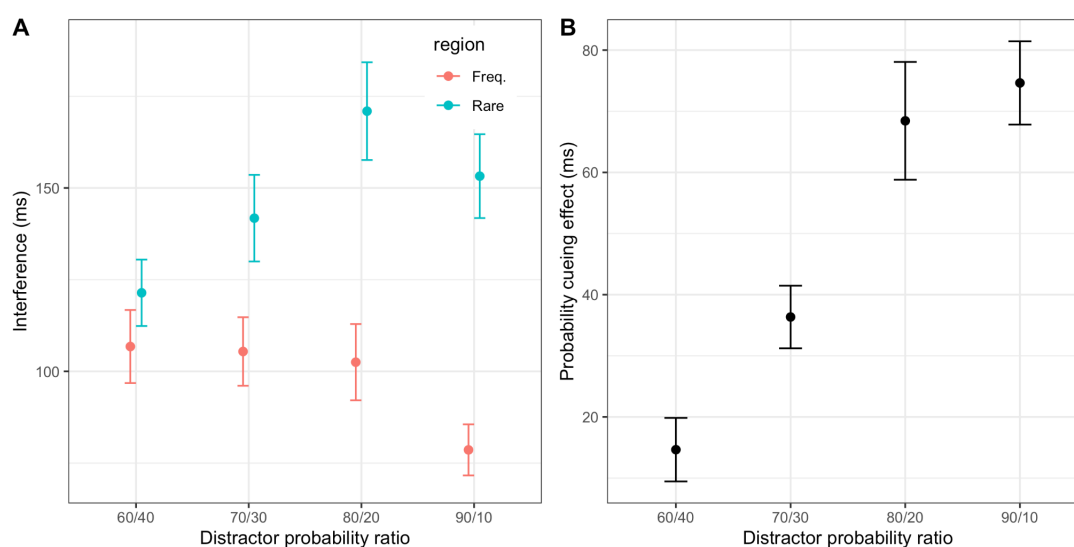 A
region
Freq.
Rare
150
100
Interference (ms)
60/40 70/30 80/20 90/10
Distractor probability ratio
B
80
60
40
20
Probability cueing effect (ms)
60/40 70/30 80/20 90/10
Distractor probability ratio